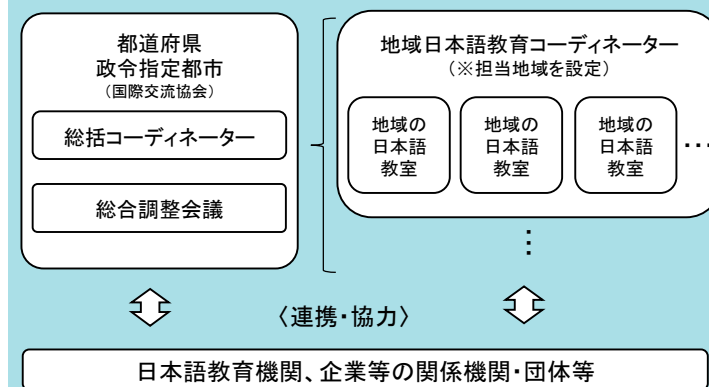 都道府県
政令指定都市
(国際交流協会)
総括コーディネーター
総合調整会議
地域日本語教育コーディネーター
(※担当地域を設定)
地域の
日本語
教室
地域の
日本語
教室
地域の
日本語
教室
…
⋮
〈連携・協力〉
日本語教育機関、企業等の関係機関・団体等